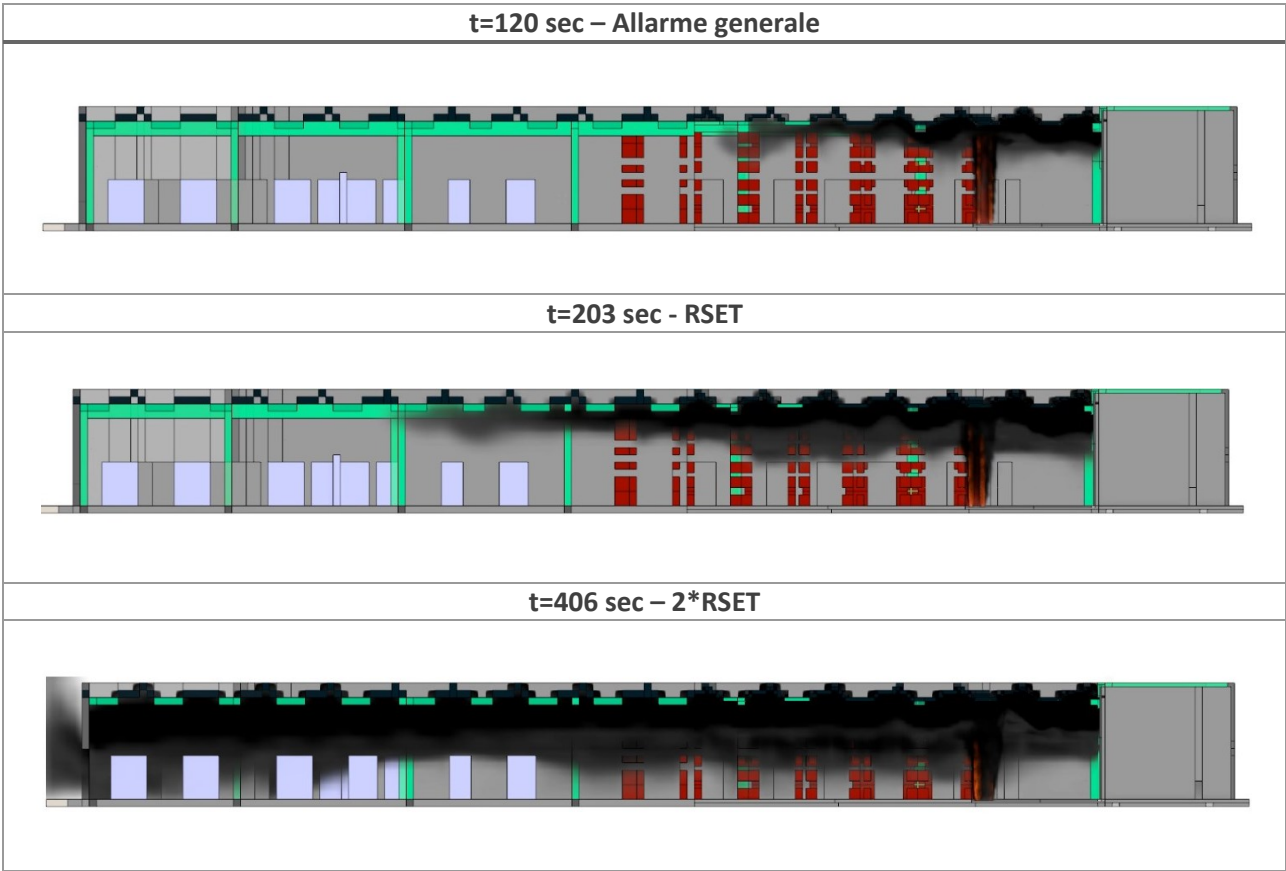 t=120 sec – Allarme generale
t=203 sec - RSET
t=406 sec – 2*RSET